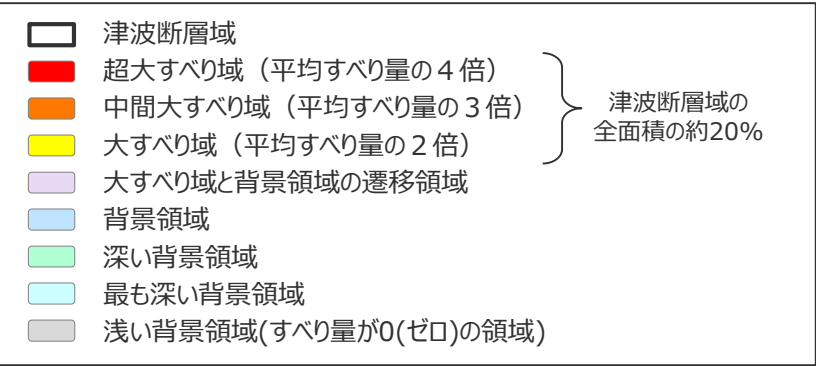 津波断層域
超大すべり域（平均すべり量の４倍）
中間大すべり域（平均すべり量の３倍）
大すべり域（平均すべり量の２倍）
津波断層域の
全面積の約20%
大すべり域と背景領域の遷移領域
背景領域
深い背景領域
最も深い背景領域
浅い背景領域(すべり量が0(ゼロ)の領域)